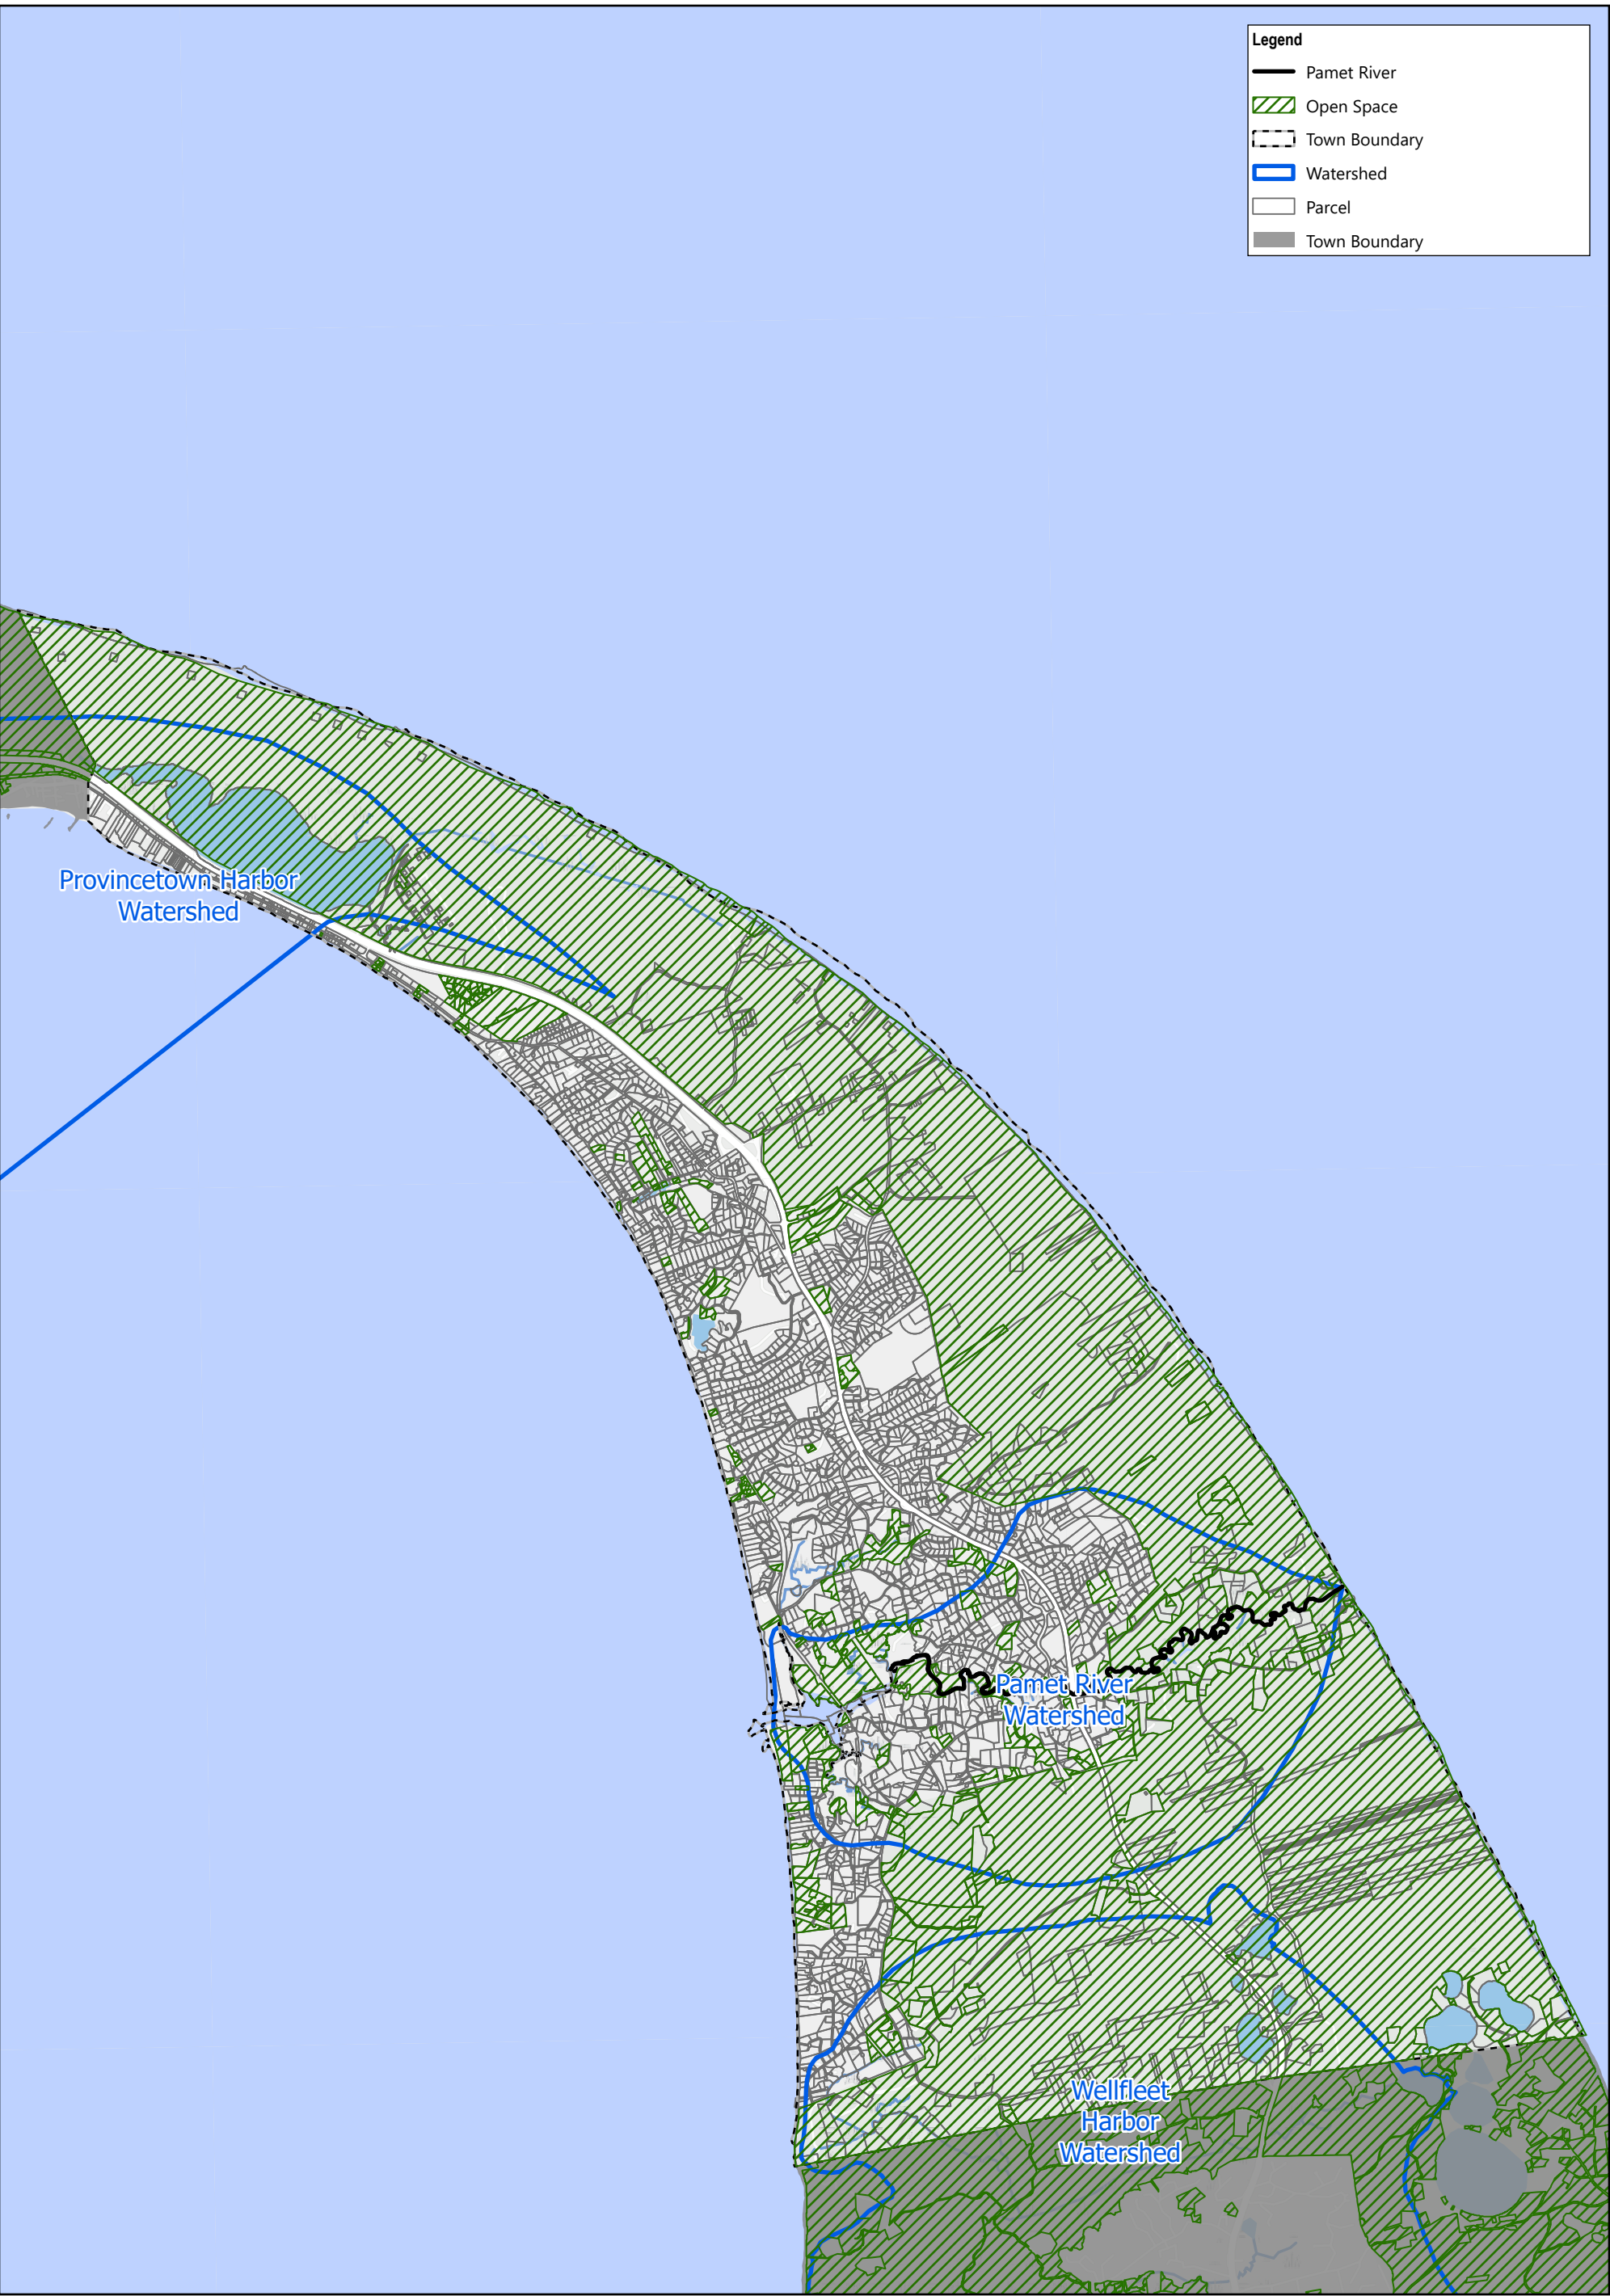 Legend
Pamet River
Open Space
Town Boundary
Watershed
Parcel
Town Boundary
Provincetown Harbor
Watershed
Pamet River
Watershed
Wellfleet
Harbor
Watershed